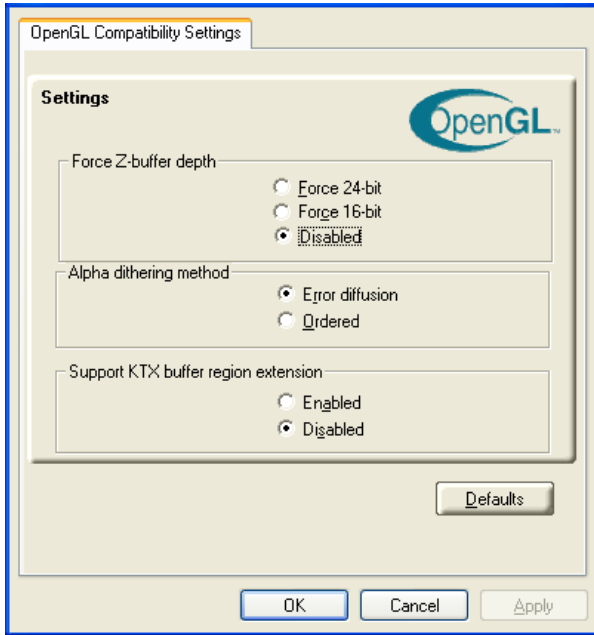 OpenGL Compatibility Settings
Settings
OpenGL™
Force Z-buffer depth
Force 24-bit
Force 16-bit
Disabled
Alpha dithering method
Error diffusion
Ordered
Support KTX buffer region extension
Enabled
Disabled
Defaults
OK Cancel Apply